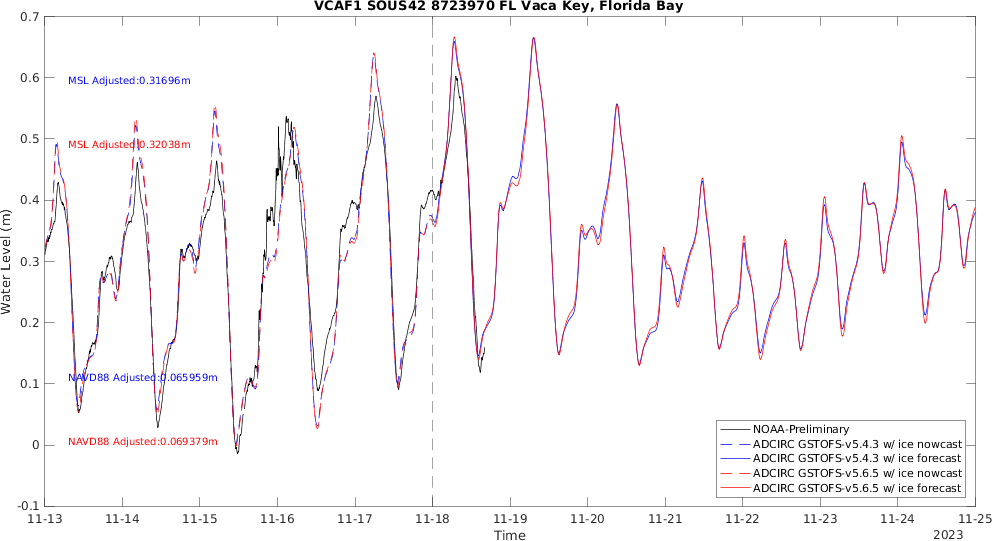 VCAF1 SOUS42 8723970 FL Vaca Key, Florida Bay
0.7
0.6
0.5
0.4
0.3
0.2
0.1
0
-0.1
Water Level (m)
MSL Adjusted:0.31696m
MSL Adjusted:0.32038m
NAVD88 Adjusted:0.065959m
NAVD88 Adjusted:0.069379m
NOAA-Preliminary
ADCIRC GSTOFS-v5.4.3 w/ ice nowcast
ADCIRC GSTOFS-v5.4.3 w/ ice forecast
ADCIRC GSTOFS-v5.6.5 w/ ice nowcast
ADCIRC GSTOFS-v5.6.5 w/ ice forecast
11-13 11-14 11-15 11-16 11-17 11-18 11-19 11-20 11-21 11-22 11-23 11-24 11-25
Time
2023